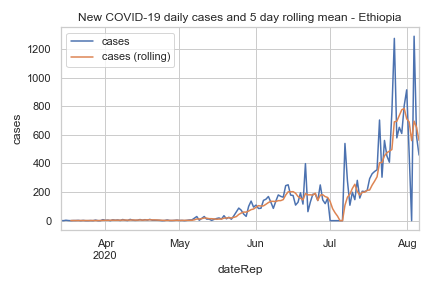 New COVID-19 daily cases and 5 day rolling mean - Ethiopia
cases
cases (rolling)
1200
1000
800
600
400
200
0
cases
Apr
2020
May
Jun
Jul
Aug
dateRep